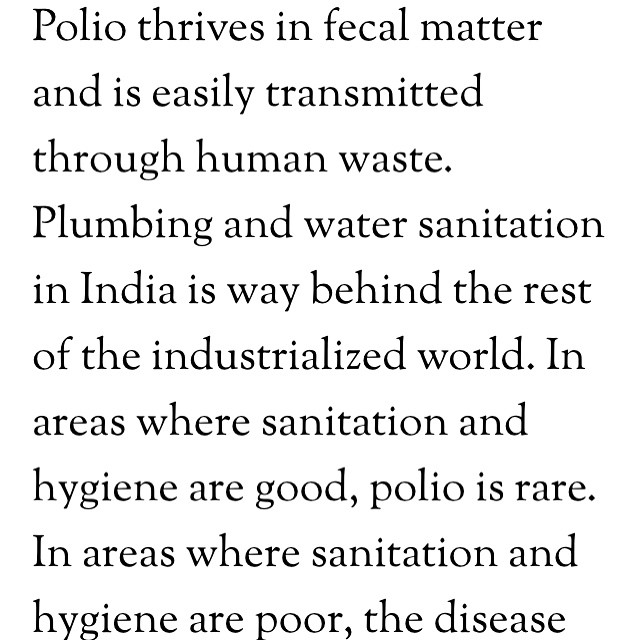 Polio thrives in fecal matter
and is easily transmitted
through human waste.
Plumbing and water sanitation
in India is way behind the rest
of the industrialized world. In
areas where sanitation and
hygiene are good, polio is rare.
In areas where sanitation and
hygiene are poor, the disease